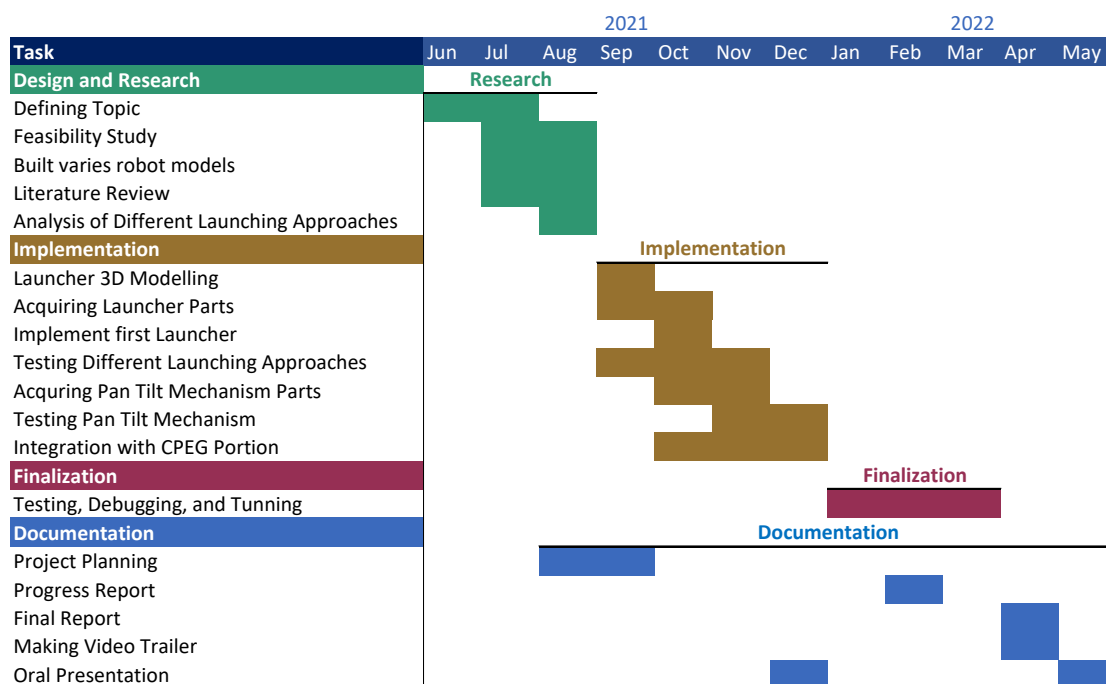 2021 2022
Task Jun Jul Aug Sep Oct Nov Dec Jan Feb Mar Apr May
Design and Research Research
Defining Topic
Feasibility Study
Built varies robot models
Literature Review
Analysis of Different Launching Approaches
Implementation Implementation
Launcher 3D Modelling
Acquiring Launcher Parts
Implement first Launcher
Testing Different Launching Approaches
Acquring Pan Tilt Mechanism Parts
Testing Pan Tilt Mechanism
Integration with CPEG Portion
Finalization Finalization
Testing, Debugging, and Tunning
Documentation Documentation
Project Planning
Progress Report
Final Report
Making Video Trailer
Oral Presentation